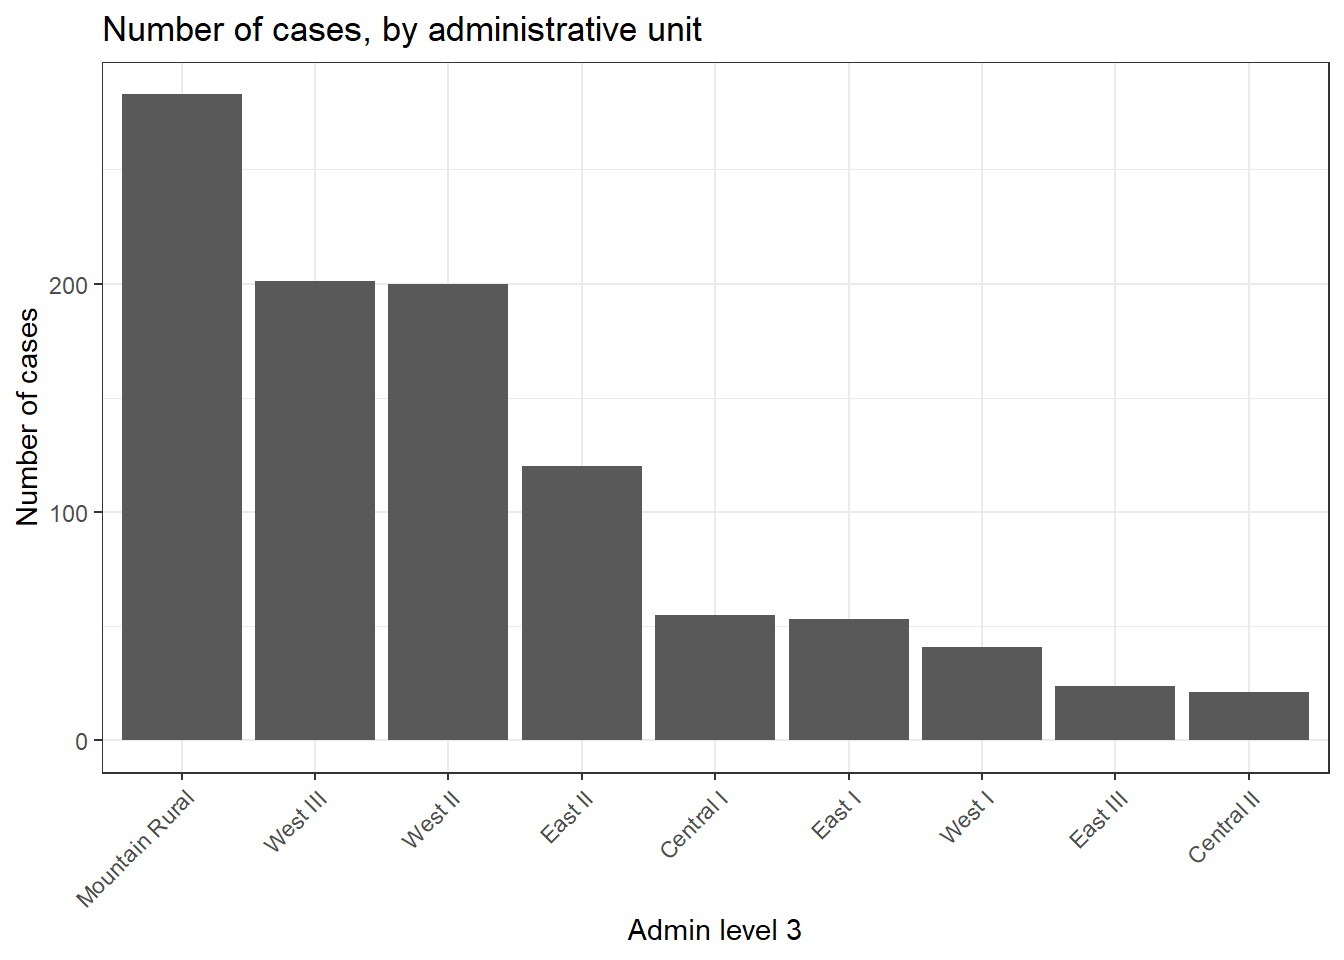 Number of cases, by administrative unit
Number of cases
200
100
0
Mountain Rural
West III
West II
East II
Central I
East I
West I
East III
Central II
Admin level 3